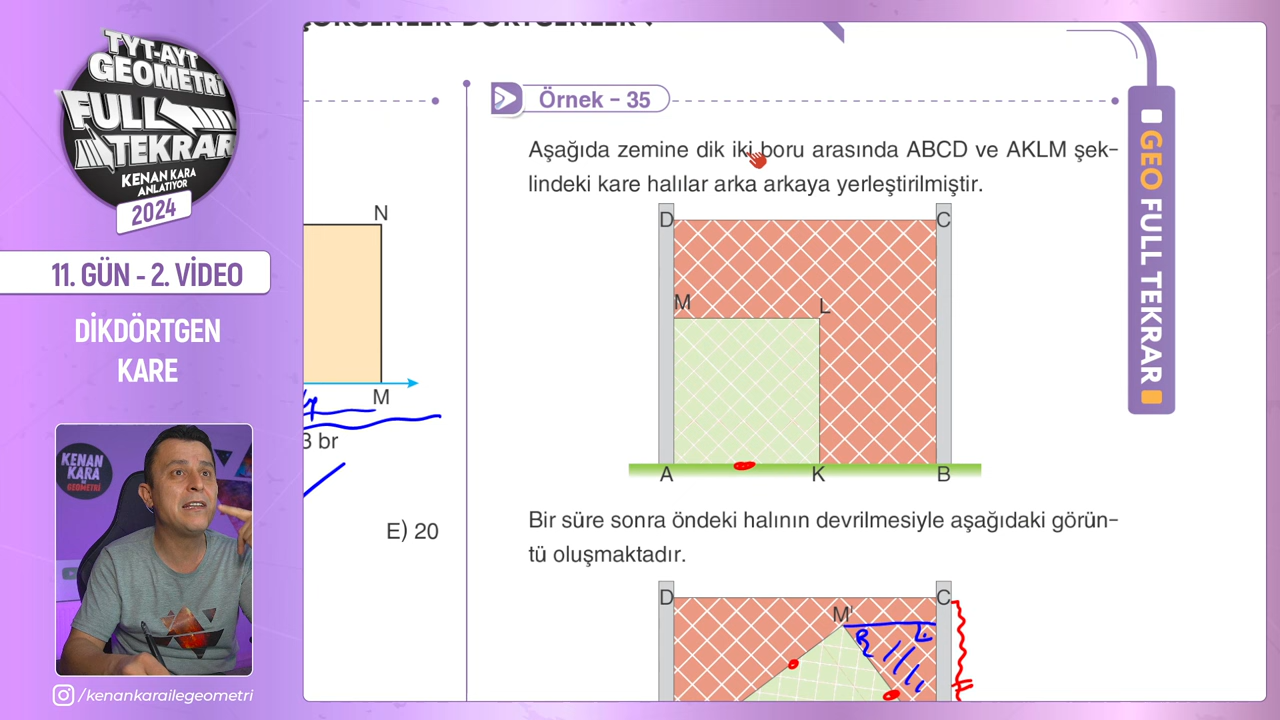 TYT-AYT
GEOMETRİ
FULL
TEKRAR
KENAN KARA
ANLATIYOR
2024
11. GÜN - 2. VİDEO
DİKDÖRTGEN
KARE
KENAN
KARA
GEOMETRİ
/kenankarailegeometri
N
M
3 br
E) 20
Örnek - 35
Aşağıda zemine dik iki boru arasında ABCD ve AKLM şek-
lindeki kare halılar arka arkaya yerleştirilmiştir.
D
C
M
L
A
K
B
Bir süre sonra öndeki halının devrilmesiyle aşağıdaki görün-
tü oluşmaktadır.
D
C
M'
GEO FULL TEKRAR